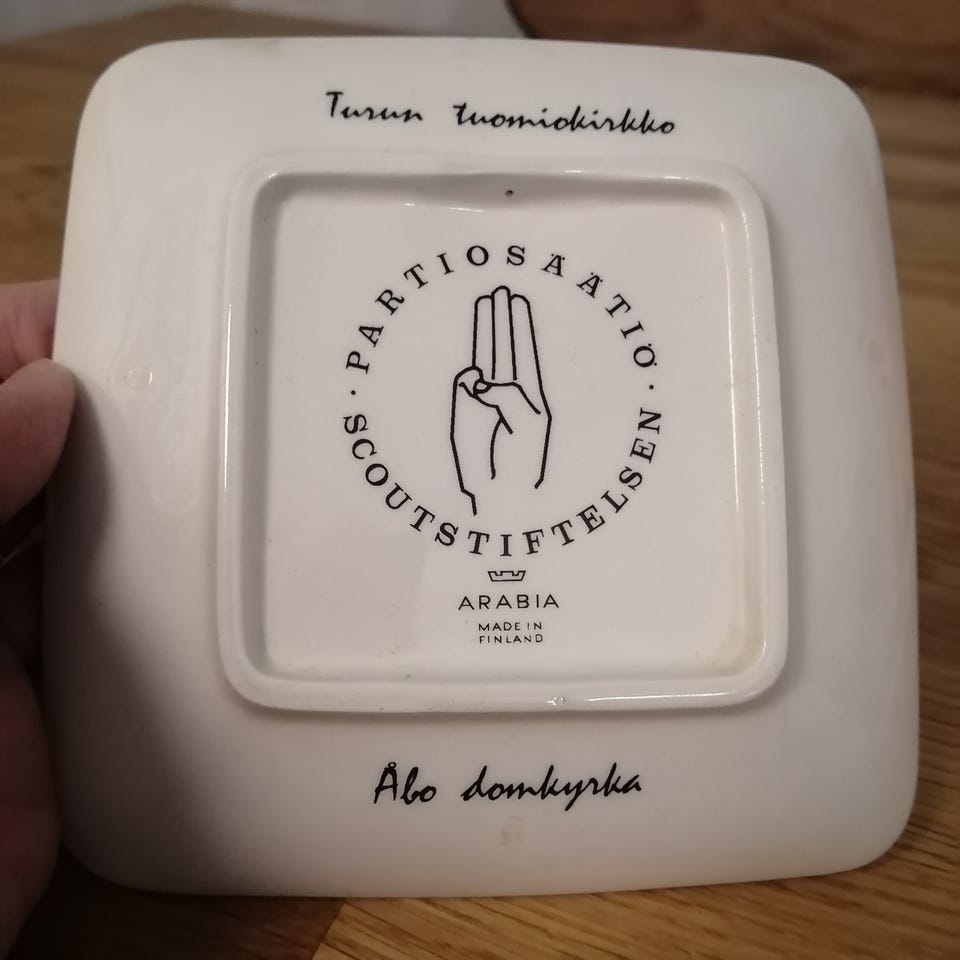 Turun tuomiokirkko
· PARTIOSÄÄTIÖ ·
SCOUTSTIFTELSEN
ARABIA
MADE IN
FINLAND
Åbo domkyrka